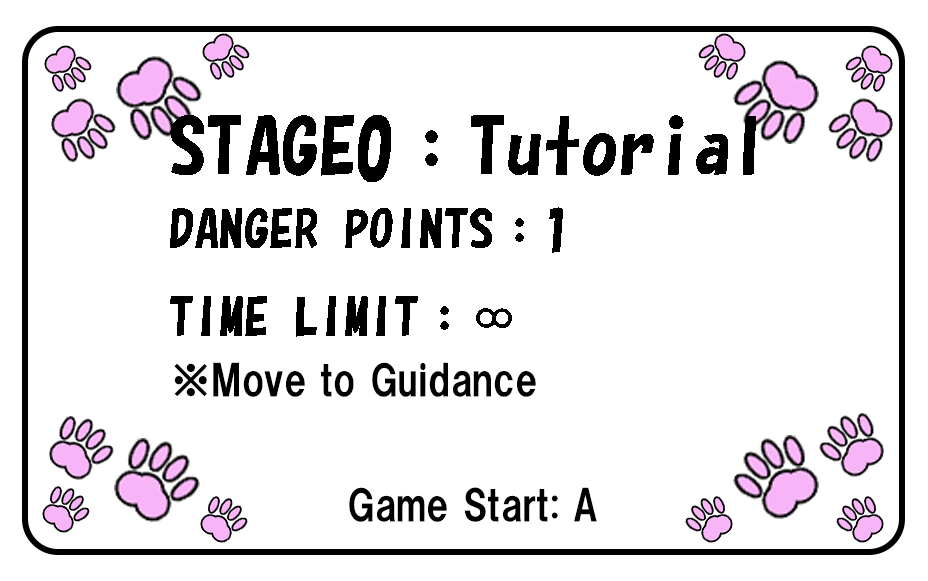 STAGE0：Tutorial
DANGER POINTS：1
TIME LIMIT：∞
※Move to Guidance
Game Start: A